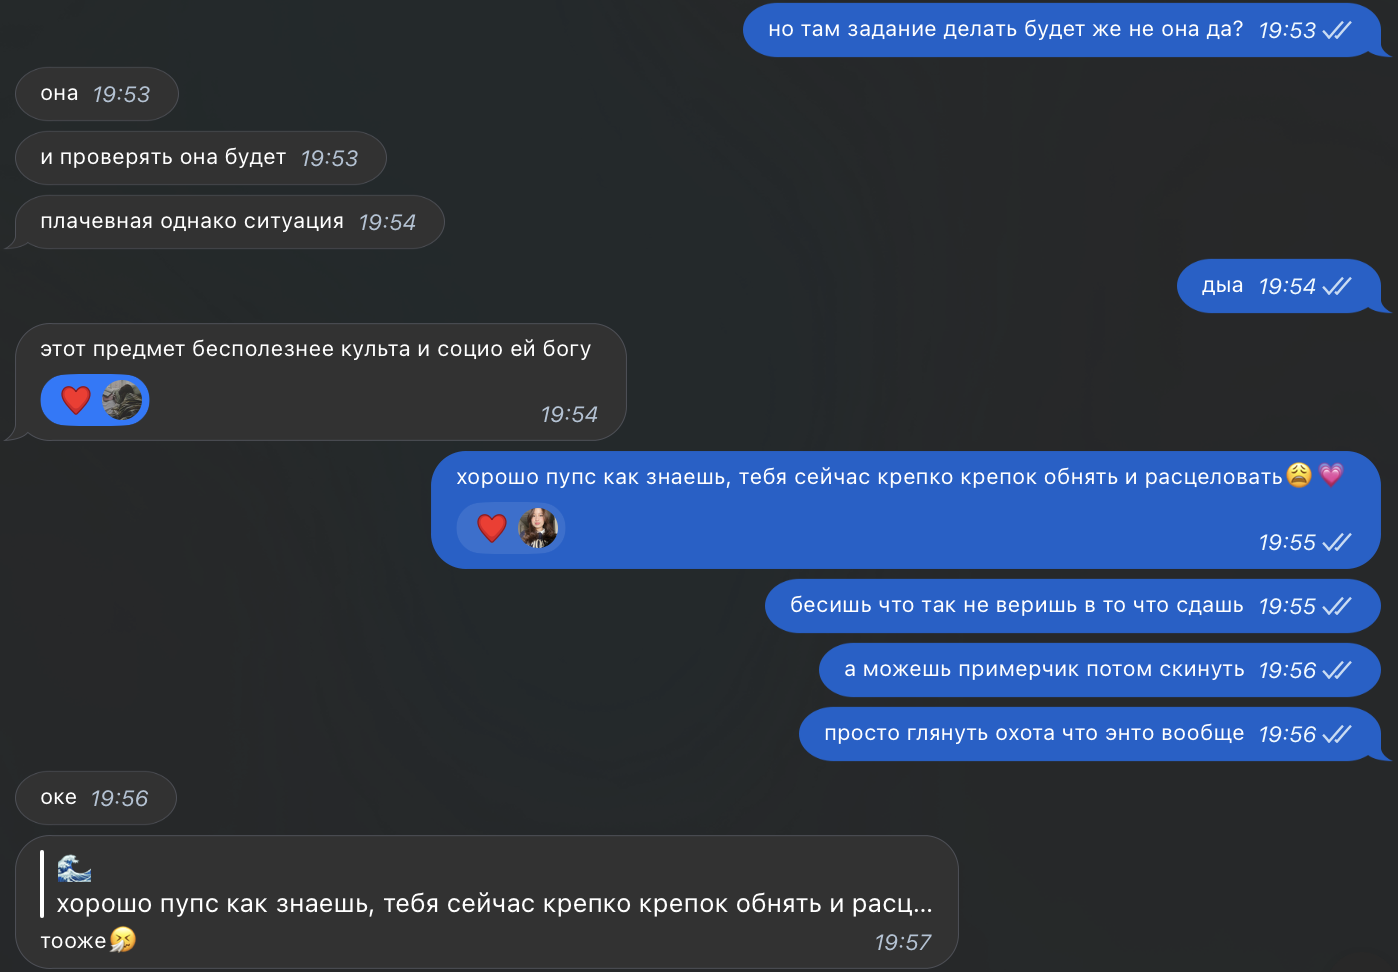 но там задание делать будет же не она да? 19:53
она 19:53
и проверять она будет 19:53
плачевная однако ситуация 19:54
дыа 19:54
этот предмет бесполезнее культа и социо ей богу
❤️ 19:54
хорошо пупс как знаешь, тебя сейчас крепко крепок обнять и расцеловать😩💗
❤️ 19:55
бесишь что так не веришь в то что сдашь 19:55
а можешь примерчик потом скинуть 19:56
просто глянуть охота что энто вообще 19:56
оке 19:56
🌊
хорошо пупс как знаешь, тебя сейчас крепко крепок обнять и расц...
тооже🤧 19:57